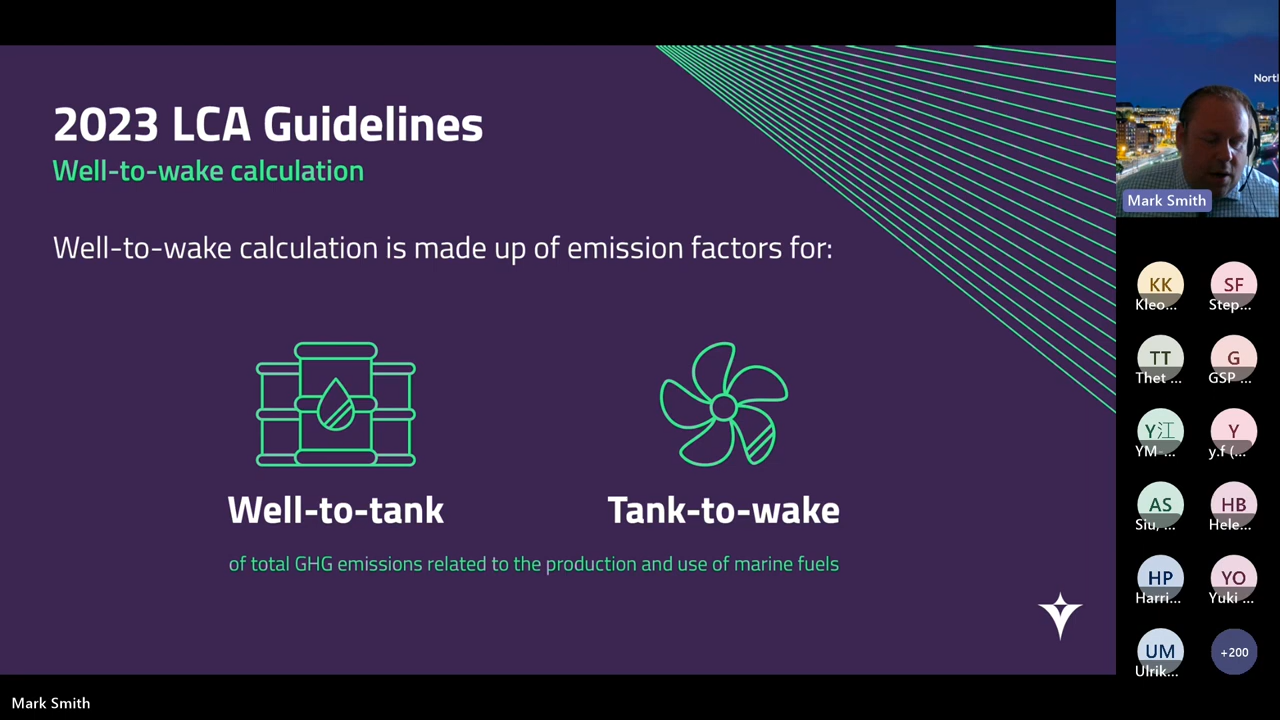 2023 LCA Guidelines
Well-to-wake calculation
Well-to-wake calculation is made up of emission factors for:
Well-to-tank
Tank-to-wake
of total GHG emissions related to the production and use of marine fuels
Nort
Mark Smith
KK
Kleo...
SF
Step...
TT
Thet ...
G
GSP ...
Y江
YM-...
Y
y.f (...
AS
Siu, ...
HB
Hele...
HP
Harri...
YO
Yuki ...
UM
Ulrik...
+200
Mark Smith